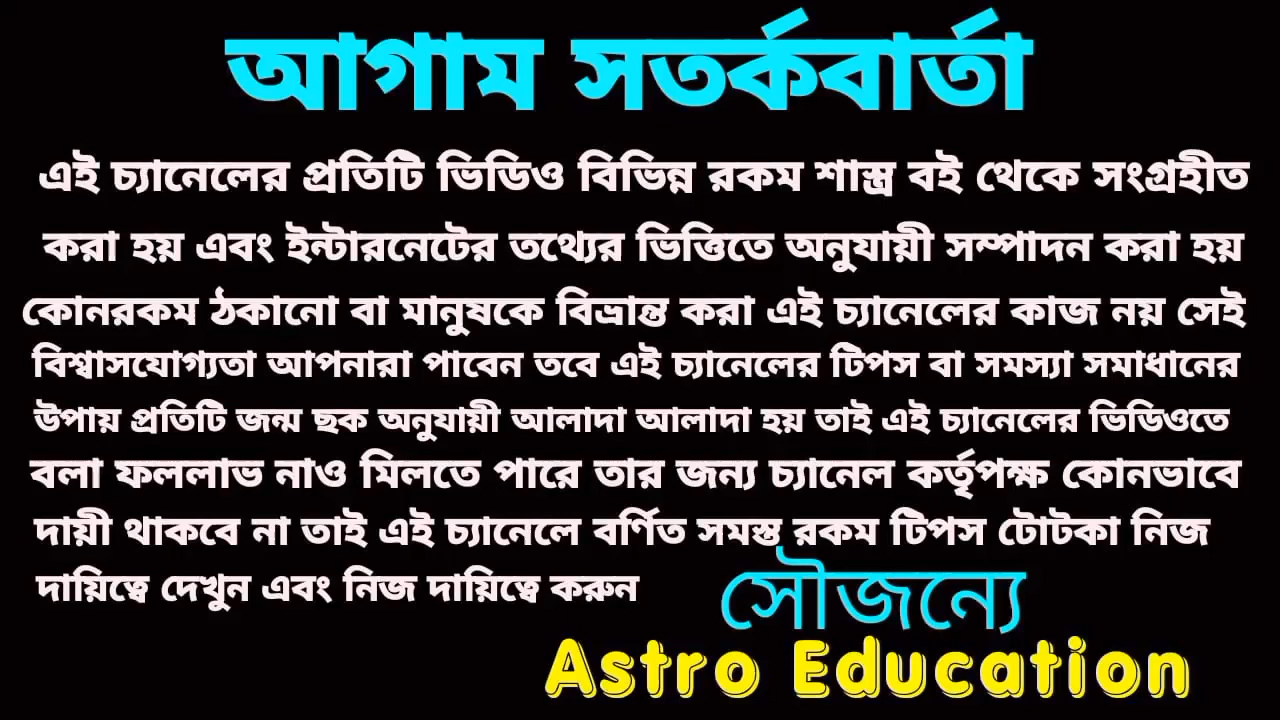 আগাম সতর্কবার্তা
এই চ্যানেলের প্রতিটি ভিডিও বিভিন্ন রকম শাস্ত্র বই থেকে সংগ্রহীত
করা হয় এবং ইন্টারনেটের তথ্যের ভিত্তিতে অনুযায়ী সম্পাদন করা হয়
কোনরকম ঠকানো বা মানুষকে বিভ্রান্ত করা এই চ্যানেলের কাজ নয় সেই
বিশ্বাসযোগ্যতা আপনারা পাবেন তবে এই চ্যানেলের টিপস বা সমস্যা সমাধানের
উপায় প্রতিটি জন্ম ছক অনুযায়ী আলাদা আলাদা হয় তাই এই চ্যানেলের ভিডিওতে
বলা ফললাভ নাও মিলতে পারে তার জন্য চ্যানেল কর্তৃপক্ষ কোনভাবে
দায়ী থাকবে না তাই এই চ্যানেলে বর্ণিত সমস্ত রকম টিপস টোটকা নিজ
দায়িত্বে দেখুন এবং নিজ দায়িত্বে করুন
সৌজন্যে
Astro Education